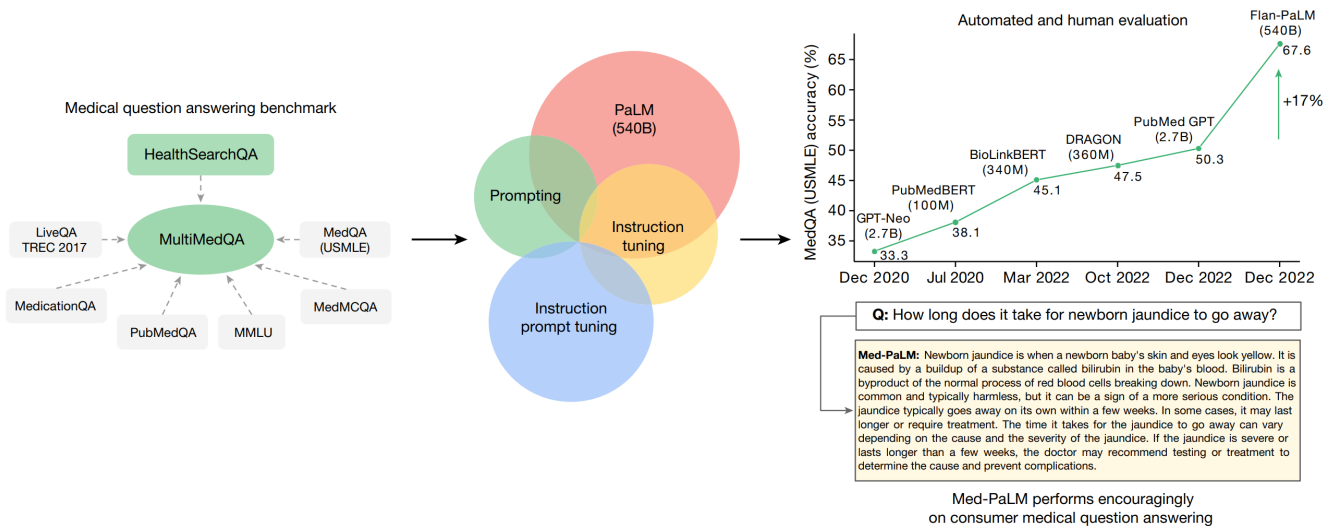 Medical question answering benchmark
HealthSearchQA
LiveQA
TREC 2017
MultiMedQA
MedQA
(USMLE)
MedicationQA
PubMedQA
MMLU
MedMCQA
PaLM
(540B)
Prompting
Instruction
tuning
Instruction
prompt tuning
Automated and human evaluation
MedQA (USMLE) accuracy (%)
65
60
55
50
45
40
35
GPT-Neo
(2.7B)
33.3
PubMedBERT
(100M)
38.1
BioLinkBERT
(340M)
45.1
DRAGON
(360M)
47.5
PubMed GPT
(2.7B)
50.3
Flan-PaLM
(540B)
67.6
+17%
Dec 2020 Jul 2020 Mar 2022 Oct 2022 Dec 2022 Dec 2022
Q: How long does it take for newborn jaundice to go away?
Med-PaLM: Newborn jaundice is when a newborn baby's skin and eyes look yellow. It is
caused by a buildup of a substance called bilirubin in the baby's blood. Bilirubin is a
byproduct of the normal process of red blood cells breaking down. Newborn jaundice is
common and typically harmless, but it can be a sign of a more serious condition. The
jaundice typically goes away on its own within a few weeks. In some cases, it may last
longer or require treatment. The time it takes for the jaundice to go away can vary
depending on the cause and the severity of the jaundice. If the jaundice is severe or
lasts longer than a few weeks, the doctor may recommend testing or treatment to
determine the cause and prevent complications.
Med-PaLM performs encouragingly
on consumer medical question answering